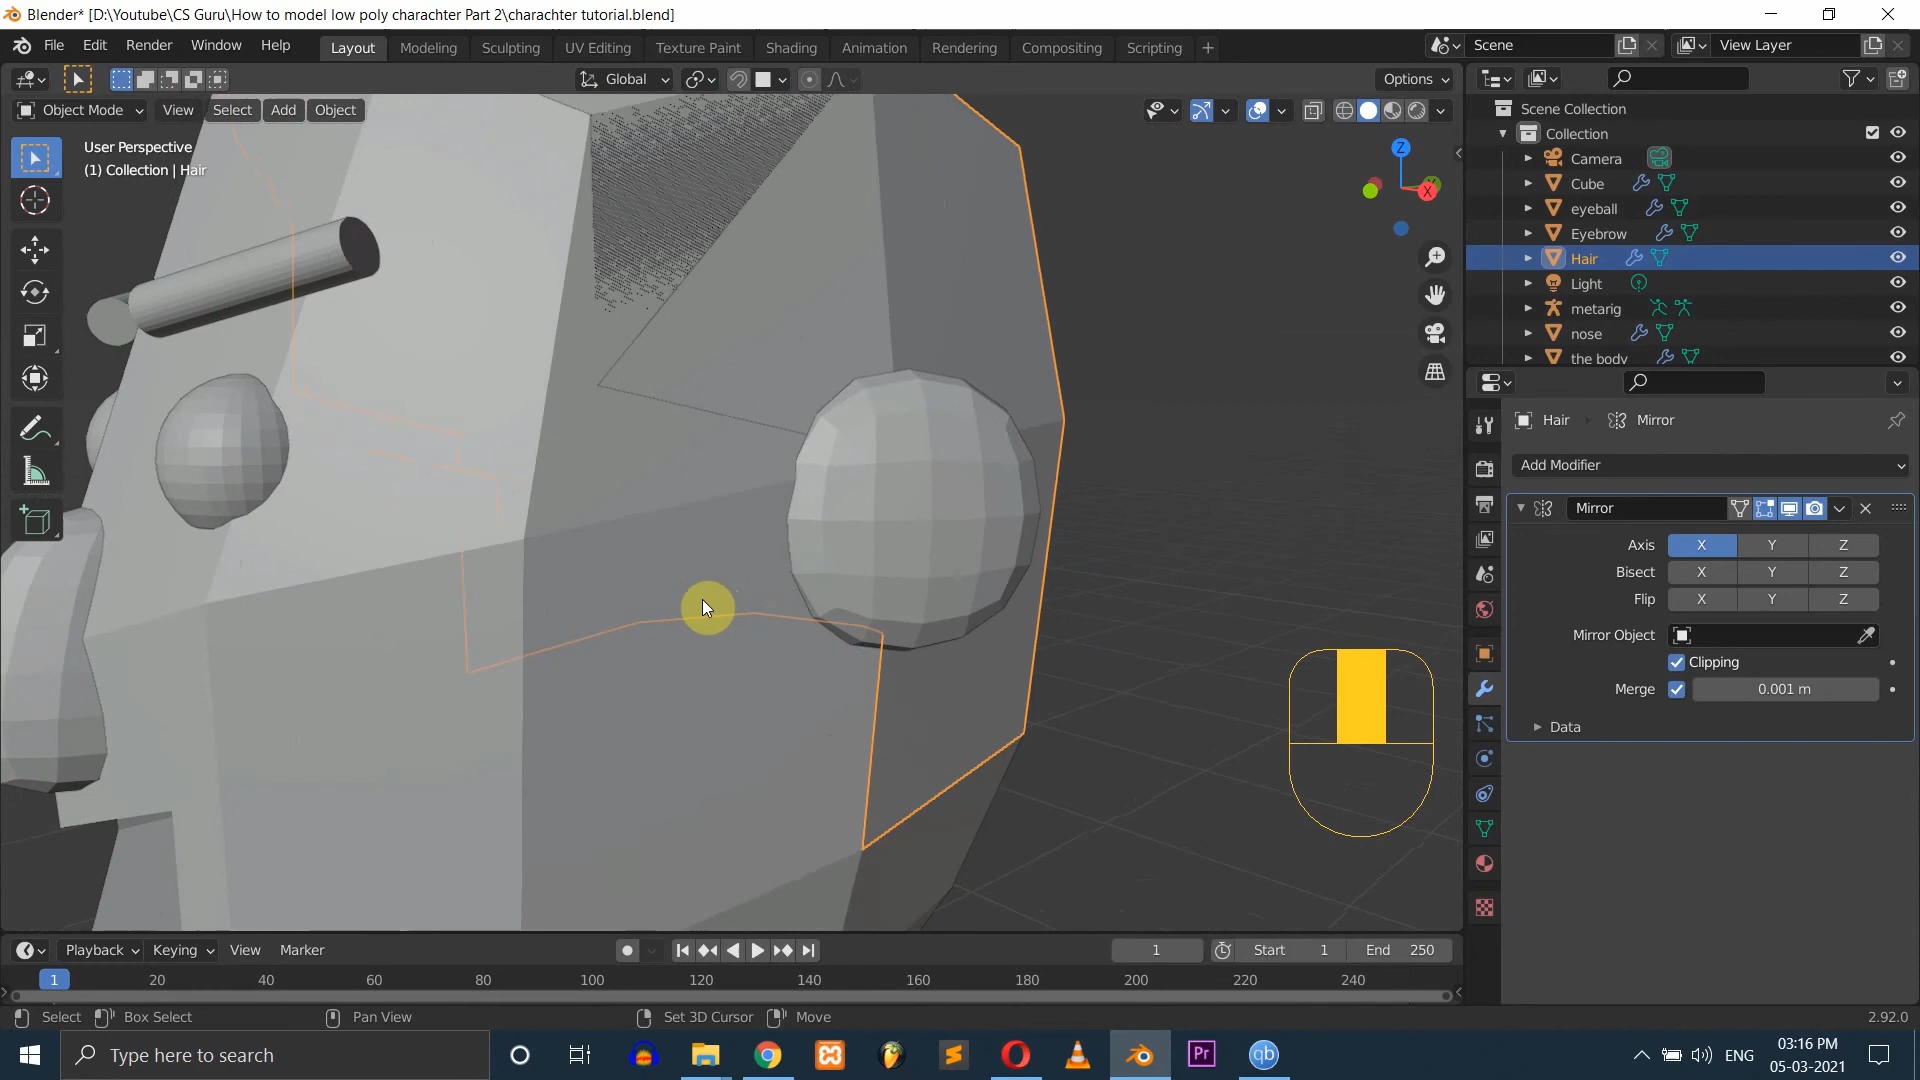 Blender* [D:\Youtube\CS Guru\How to model low poly charachter Part 2\charachter tutorial.blend]
File Edit Render Window Help Layout Modeling Sculpting UV Editing Texture Paint Shading Animation Rendering Compositing Scripting + Scene View Layer
Global Options
Object Mode View Select Add Object
User Perspective
(1) Collection | Hair
Z
X
Y
Scene Collection
Collection
Camera
Cube
eyeball
Eyebrow
Hair
Light
metarig
nose
the body
Hair Mirror
Add Modifier
Mirror
Axis X Y Z
Bisect X Y Z
Flip X Y Z
Mirror Object
Clipping
Merge 0.001 m
Data
Playback Keying View Marker 1 Start 1 End 250
1 20 40 60 80 100 120 140 160 180 200 220 240
Select Box Select Pan View Set 3D Cursor Move 2.92.0
Type here to search
Pr
qb
ENG
03:16 PM
05-03-2021